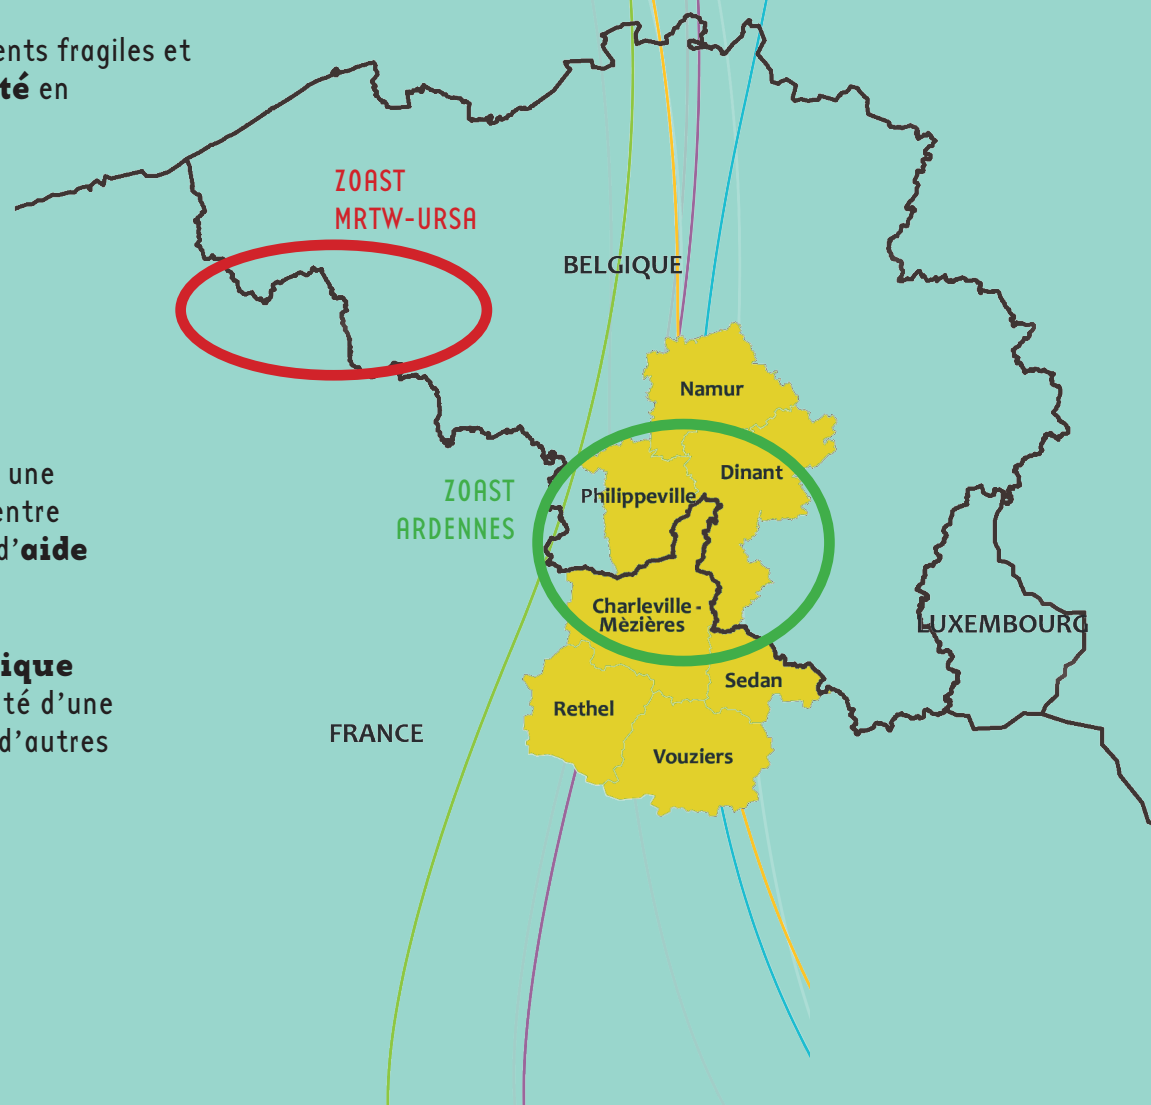 ents fragiles et
té en
ZOAST
MRTW-URSA
BELGIQUE
Namur
Dinant
Philippeville
ZOAST
ARDENNES
une
entre
d'aide
Charleville -
Mèzières
LUXEMBOURG
ique
té d'une
d'autres
Sedan
Rethel
FRANCE
Vouziers